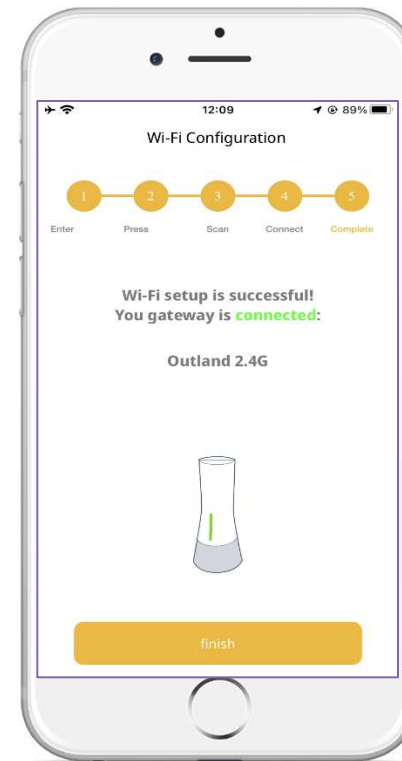 12:09 89%
Wi-Fi Configuration
1 2 3 4 5
Enter Press Scan Connect Complete
Wi-Fi setup is successful!
You gateway is connected:
Outland 2.4G
finish